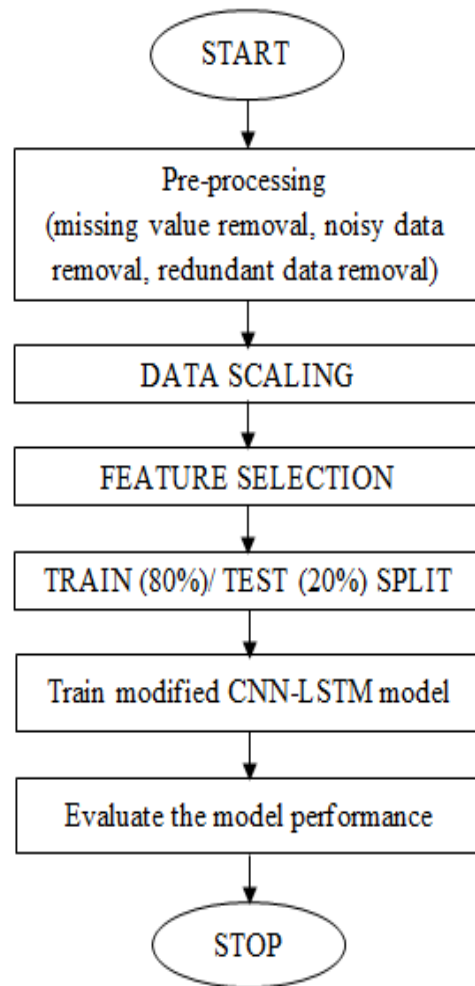 START
Pre-processing
(missing value removal, noisy data
removal, redundant data removal)
DATA SCALING
FEATURE SELECTION
TRAIN (80%)/ TEST (20%) SPLIT
Train modified CNN-LSTM model
Evaluate the model performance
STOP